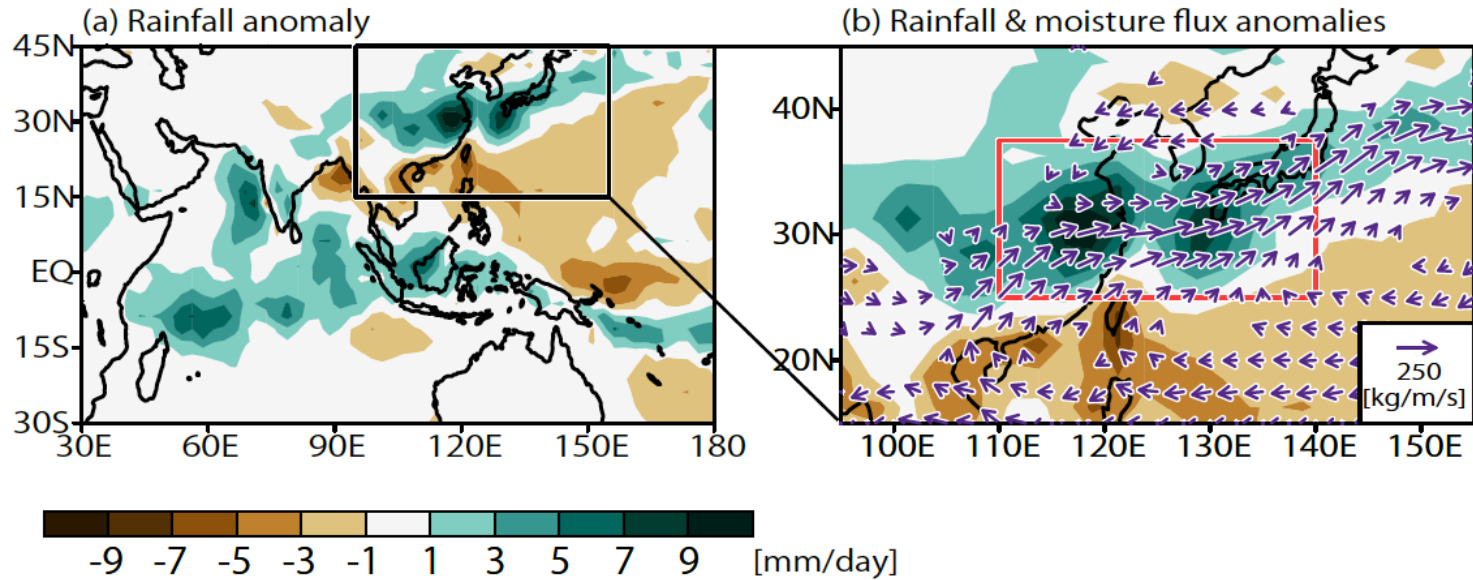 (a) Rainfall anomaly
45N
30N
15N
EQ
15S
30S
30E 60E 90E 120E 150E 180
-9 -7 -5 -3 -1 1 3 5 7 9 [mm/day]
(b) Rainfall & moisture flux anomalies
40N
30N
20N
100E 110E 120E 130E 140E 150E
250
[kg/m/s]